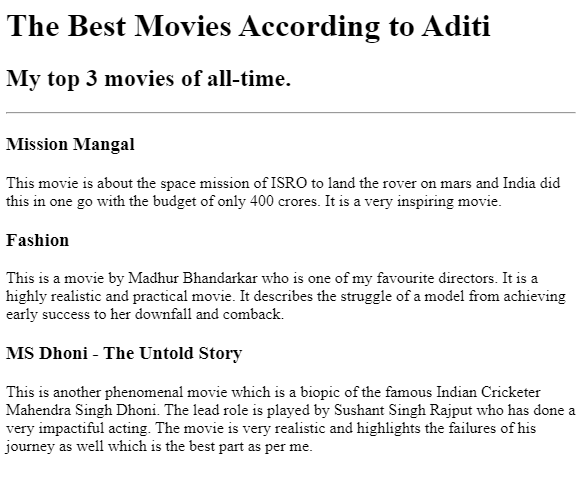 The Best Movies According to Aditi
My top 3 movies of all-time.
Mission Mangal
This movie is about the space mission of ISRO to land the rover on mars and India did
this in one go with the budget of only 400 crores. It is a very inspiring movie.
Fashion
This is a movie by Madhur Bhandarkar who is one of my favourite directors. It is a
highly realistic and practical movie. It describes the struggle of a model from achieving
early success to her downfall and comback.
MS Dhoni - The Untold Story
This is another phenomenal movie which is a biopic of the famous Indian Cricketer
Mahendra Singh Dhoni. The lead role is played by Sushant Singh Rajput who has done a
very impactiful acting. The movie is very realistic and highlights the failures of his
journey as well which is the best part as per me.